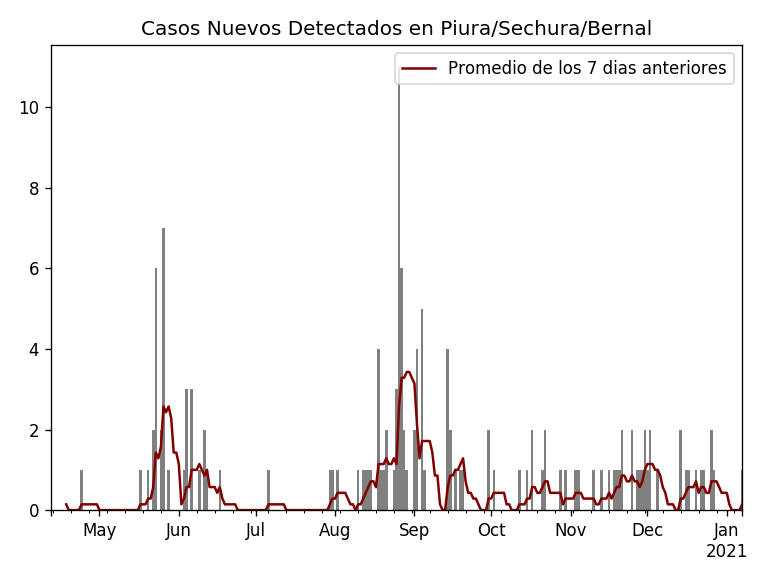 Casos Nuevos Detectados en Piura/Sechura/Bernal
Promedio de los 7 dias anteriores
10
8
6
4
2
0
May Jun Jul Aug Sep Oct Nov Dec Jan
2021